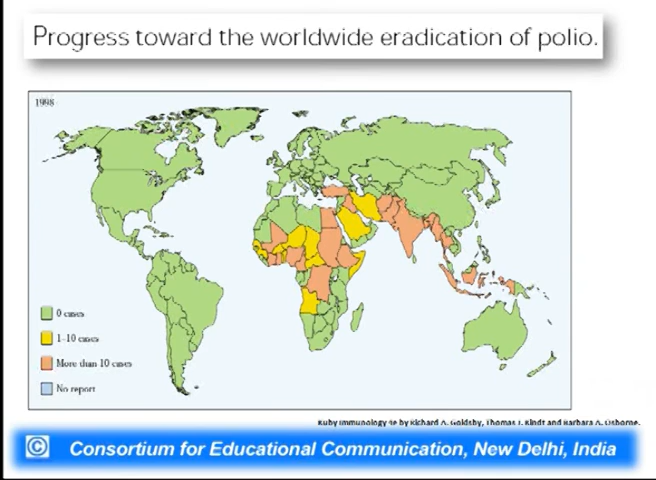 Progress toward the worldwide eradication of polio.
1998
0 cases
1–10 cases
More than 10 cases
No report
Kuby Immunology 4e by Richard A. Goldsby, Thomas J. Kindt and Barbara A. Osborne.
© Consortium for Educational Communication, New Delhi, India